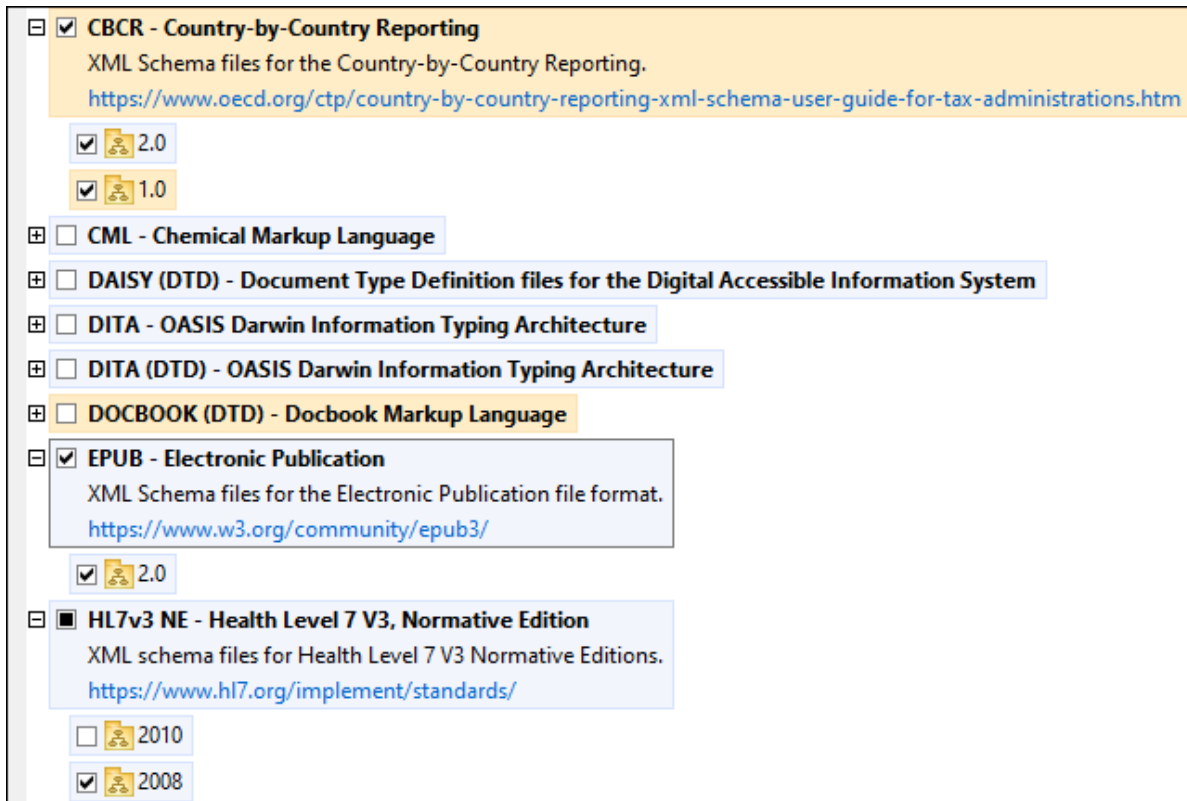 CBCR - Country-by-Country Reporting
XML Schema files for the Country-by-Country Reporting.
https://www.oecd.org/ctp/country-by-country-reporting-xml-schema-user-guide-for-tax-administrations.htm
2.0
1.0
CML - Chemical Markup Language
DAISY (DTD) - Document Type Definition files for the Digital Accessible Information System
DITA - OASIS Darwin Information Typing Architecture
DITA (DTD) - OASIS Darwin Information Typing Architecture
DOCBOOK (DTD) - Docbook Markup Language
EPUB - Electronic Publication
XML Schema files for the Electronic Publication file format.
https://www.w3.org/community/epub3/
2.0
HL7v3 NE - Health Level 7 V3, Normative Edition
XML schema files for Health Level 7 V3 Normative Editions.
https://www.hl7.org/implement/standards/
2010
2008